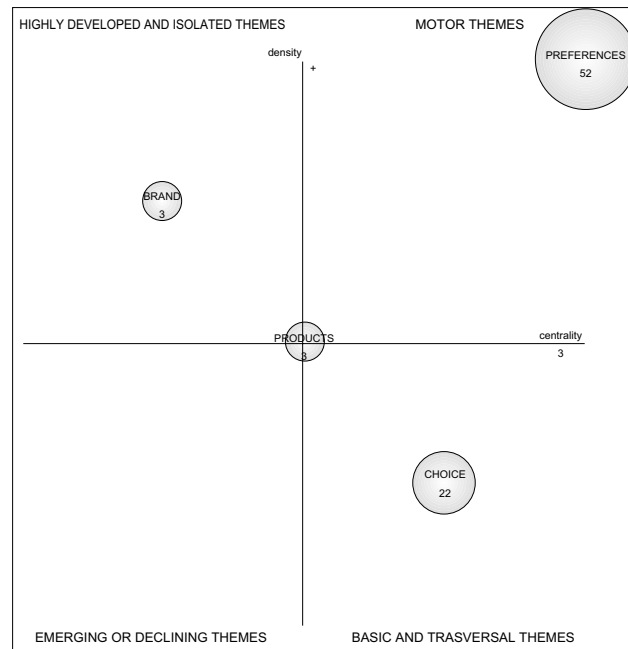 HIGHLY DEVELOPED AND ISOLATED THEMES
MOTOR THEMES
density
+
PREFERENCES
52
BRAND
3
PRODUCTS
3
centrality
3
CHOICE
22
EMERGING OR DECLINING THEMES
BASIC AND TRASVERSAL THEMES